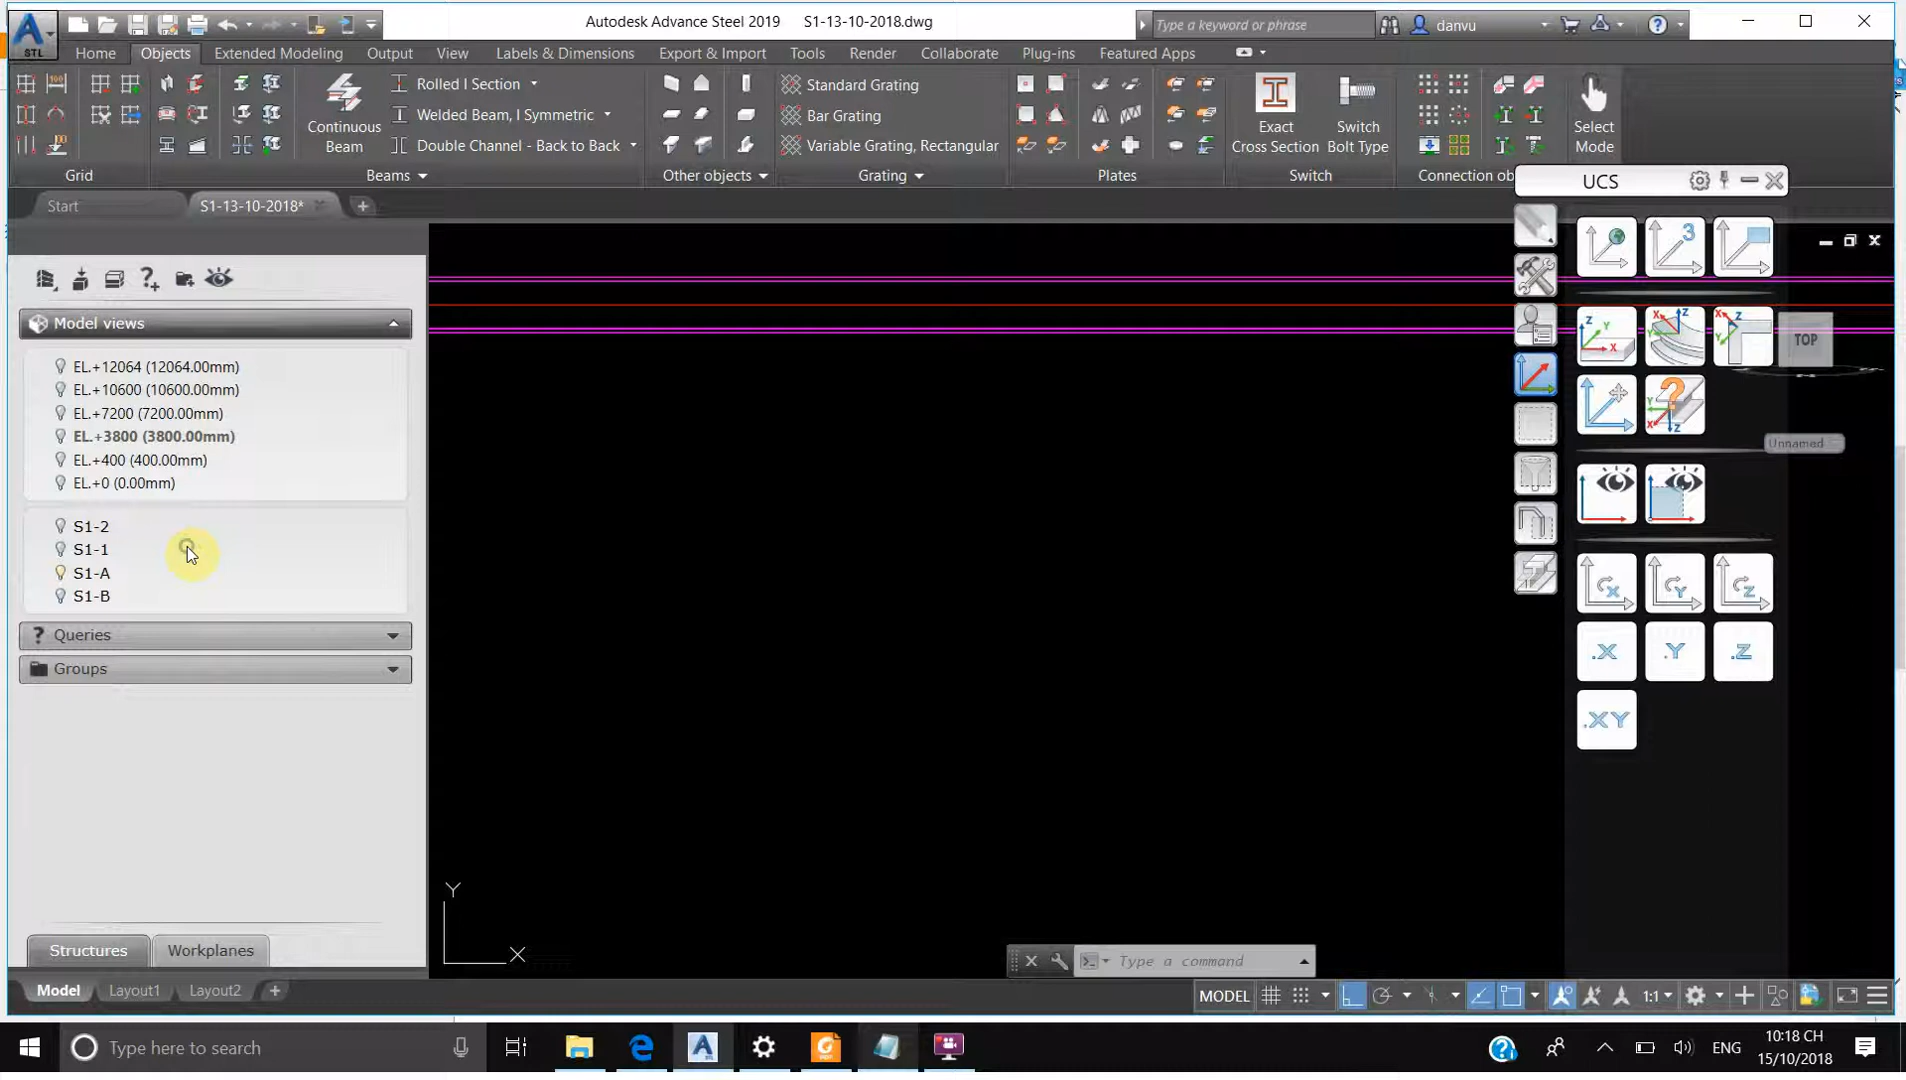 Autodesk Advance Steel 2019 S1-13-10-2018.dwg
Type a keyword or phrase
danvu
STL
Home Objects Extended Modeling Output View Labels & Dimensions Export & Import Tools Render Collaborate Plug-ins Featured Apps
Rolled I Section
Welded Beam, I Symmetric
Double Channel - Back to Back
Continuous
Beam
Standard Grating
Bar Grating
Variable Grating, Rectangular
Exact
Cross Section
Switch
Bolt Type
Select
Mode
Grid Beams Other objects Grating Plates Switch Connection ob
UCS
Start S1-13-10-2018*
Model views
EL.+12064 (12064.00mm)
EL.+10600 (10600.00mm)
EL.+7200 (7200.00mm)
EL.+3800 (3800.00mm)
EL.+400 (400.00mm)
EL.+0 (0.00mm)
S1-2
S1-1
S1-A
S1-B
Queries
Groups
3
Z Y X
X Z Y
X Z Y
TOP
Unnamed
X Y Z
.X .Y .Z
.XY
Y
X
Type a command
Structures Workplanes
Model Layout1 Layout2
MODEL 1:1
Type here to search
ENG
10:18 CH
15/10/2018